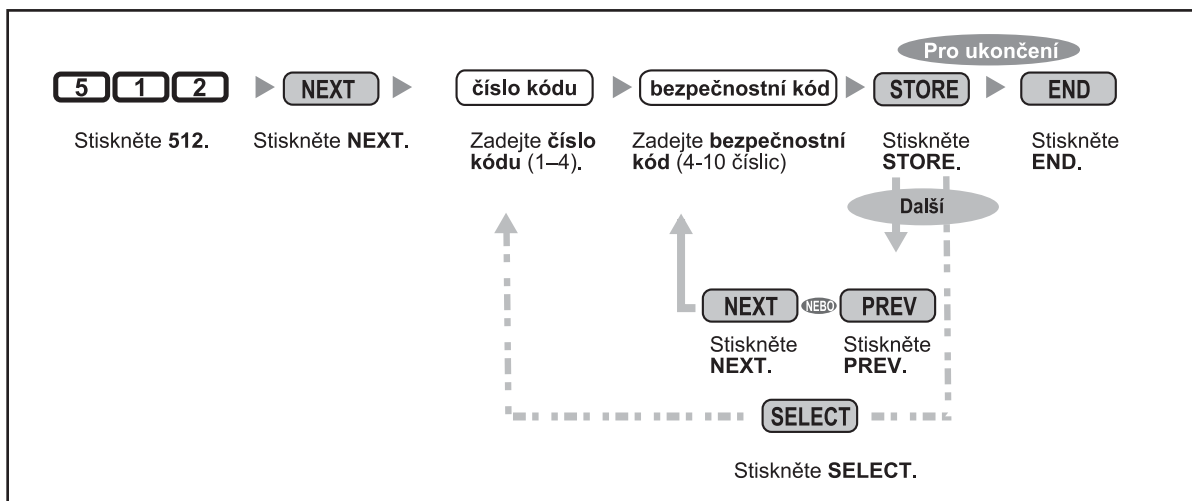 Pro ukončení
5 1 2 NEXT číslo kódu bezpečnostní kód STORE END
Stiskněte 512. Stiskněte NEXT. Zadejte číslo Zadejte bezpečnostní Stiskněte Stiskněte
kódu (1–4). kód (4-10 číslic) STORE. END.
Další
NEXT NEBO PREV
Stiskněte Stiskněte
NEXT. PREV.
SELECT
Stiskněte SELECT.